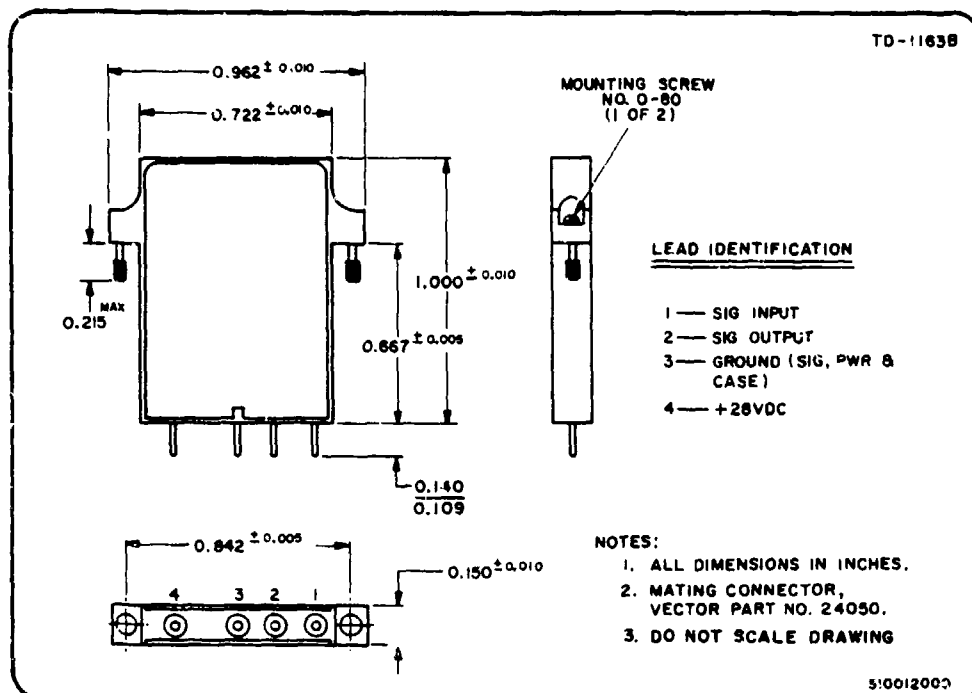 TD-1163B
0.962 ± 0.010
0.722 ± 0.010
MOUNTING SCREW
NO. 0-80
(1 OF 2)
LEAD IDENTIFICATION
1.000 ± 0.010
MAX
0.215
0.667 ± 0.005
1 — SIG INPUT
2 — SIG OUTPUT
3 — GROUND (SIG, PWR &
CASE)
4 — +28VDC
0.140
0.109
0.842 ± 0.005
0.150 ± 0.010
4 3 2 1
NOTES:
1. ALL DIMENSIONS IN INCHES.
2. MATING CONNECTOR,
VECTOR PART NO. 24050.
3. DO NOT SCALE DRAWING